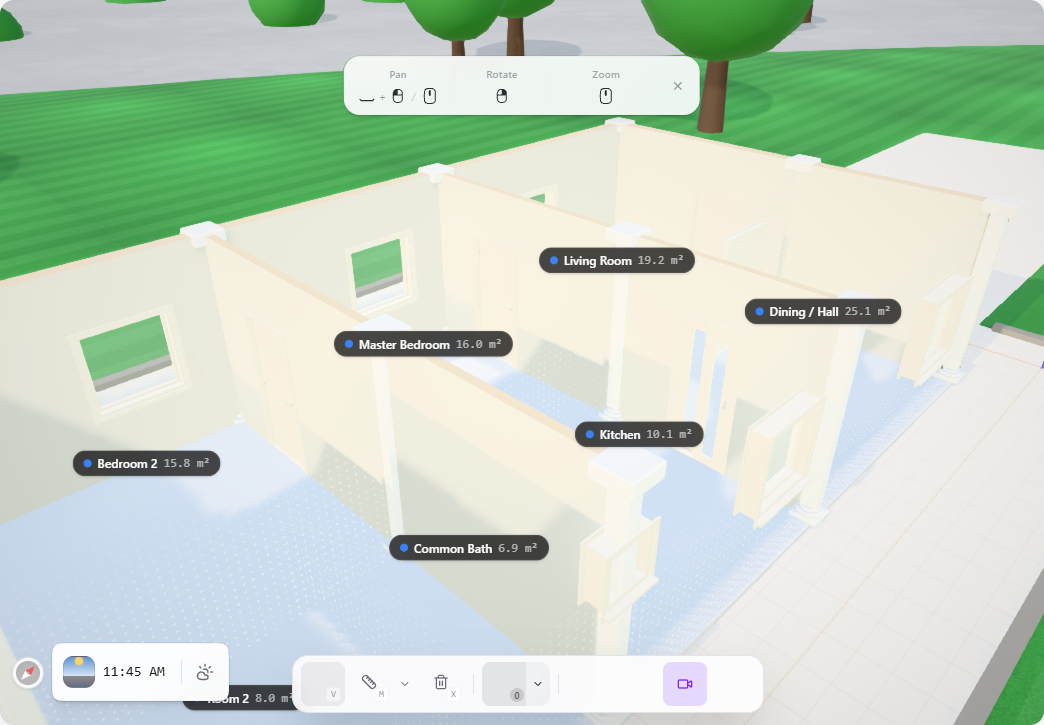 Pan Rotate Zoom
+ /
Living Room 19.2 m²
Dining / Hall 25.1 m²
Master Bedroom 16.0 m²
Kitchen 10.1 m²
Bedroom 2 15.8 m²
Common Bath 6.9 m²
11:45 AM
Room 2 8.0 m²
V M X 0